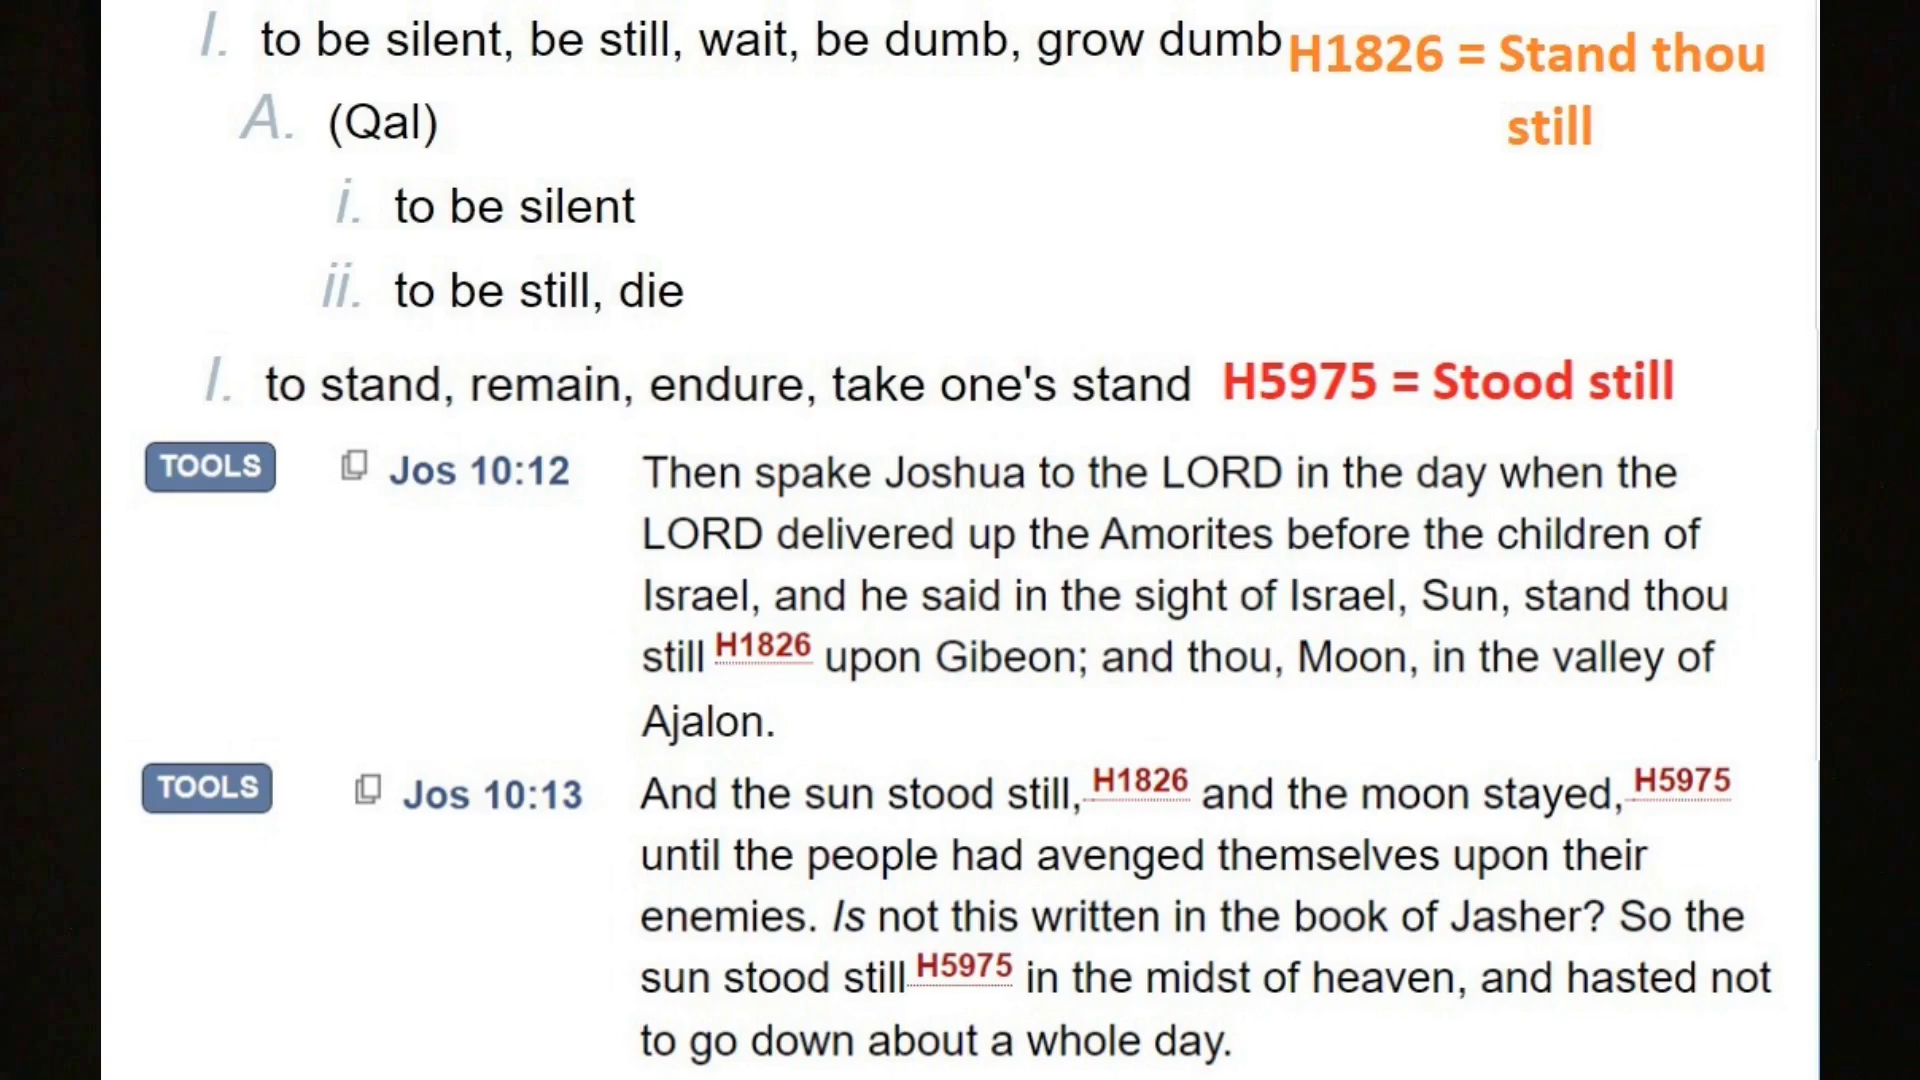 I. to be silent, be still, wait, be dumb, grow dumb H1826 = Stand thou
still
A. (Qal)
i. to be silent
ii. to be still, die
I. to stand, remain, endure, take one's stand H5975 = Stood still
TOOLS Jos 10:12 Then spake Joshua to the LORD in the day when the
LORD delivered up the Amorites before the children of
Israel, and he said in the sight of Israel, Sun, stand thou
still H1826 upon Gibeon; and thou, Moon, in the valley of
Ajalon.
TOOLS Jos 10:13 And the sun stood still, H1826 and the moon stayed, H5975
until the people had avenged themselves upon their
enemies. Is not this written in the book of Jasher? So the
sun stood still H5975 in the midst of heaven, and hasted not
to go down about a whole day.